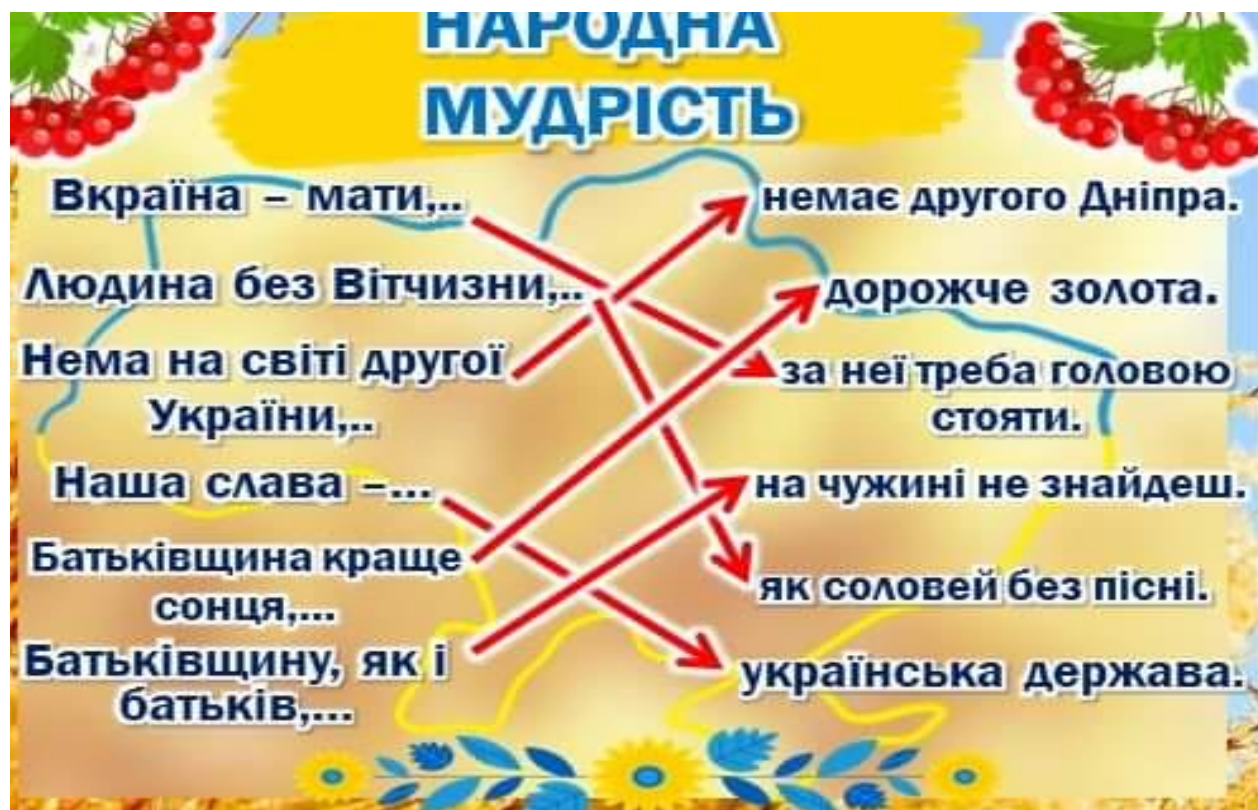 НАРОДНА
МУДРІСТЬ
Вкраїна – мати,..
Людина без Вітчизни,..
Нема на світі другої
України,..
Наша слава –...
Батьківщина краще
сонця,...
Батьківщину, як і
батьків,...
немає другого Дніпра.
дорожче золота.
за неї треба головою
стояти.
на чужині не знайдеш.
як соловей без пісні.
українська держава.